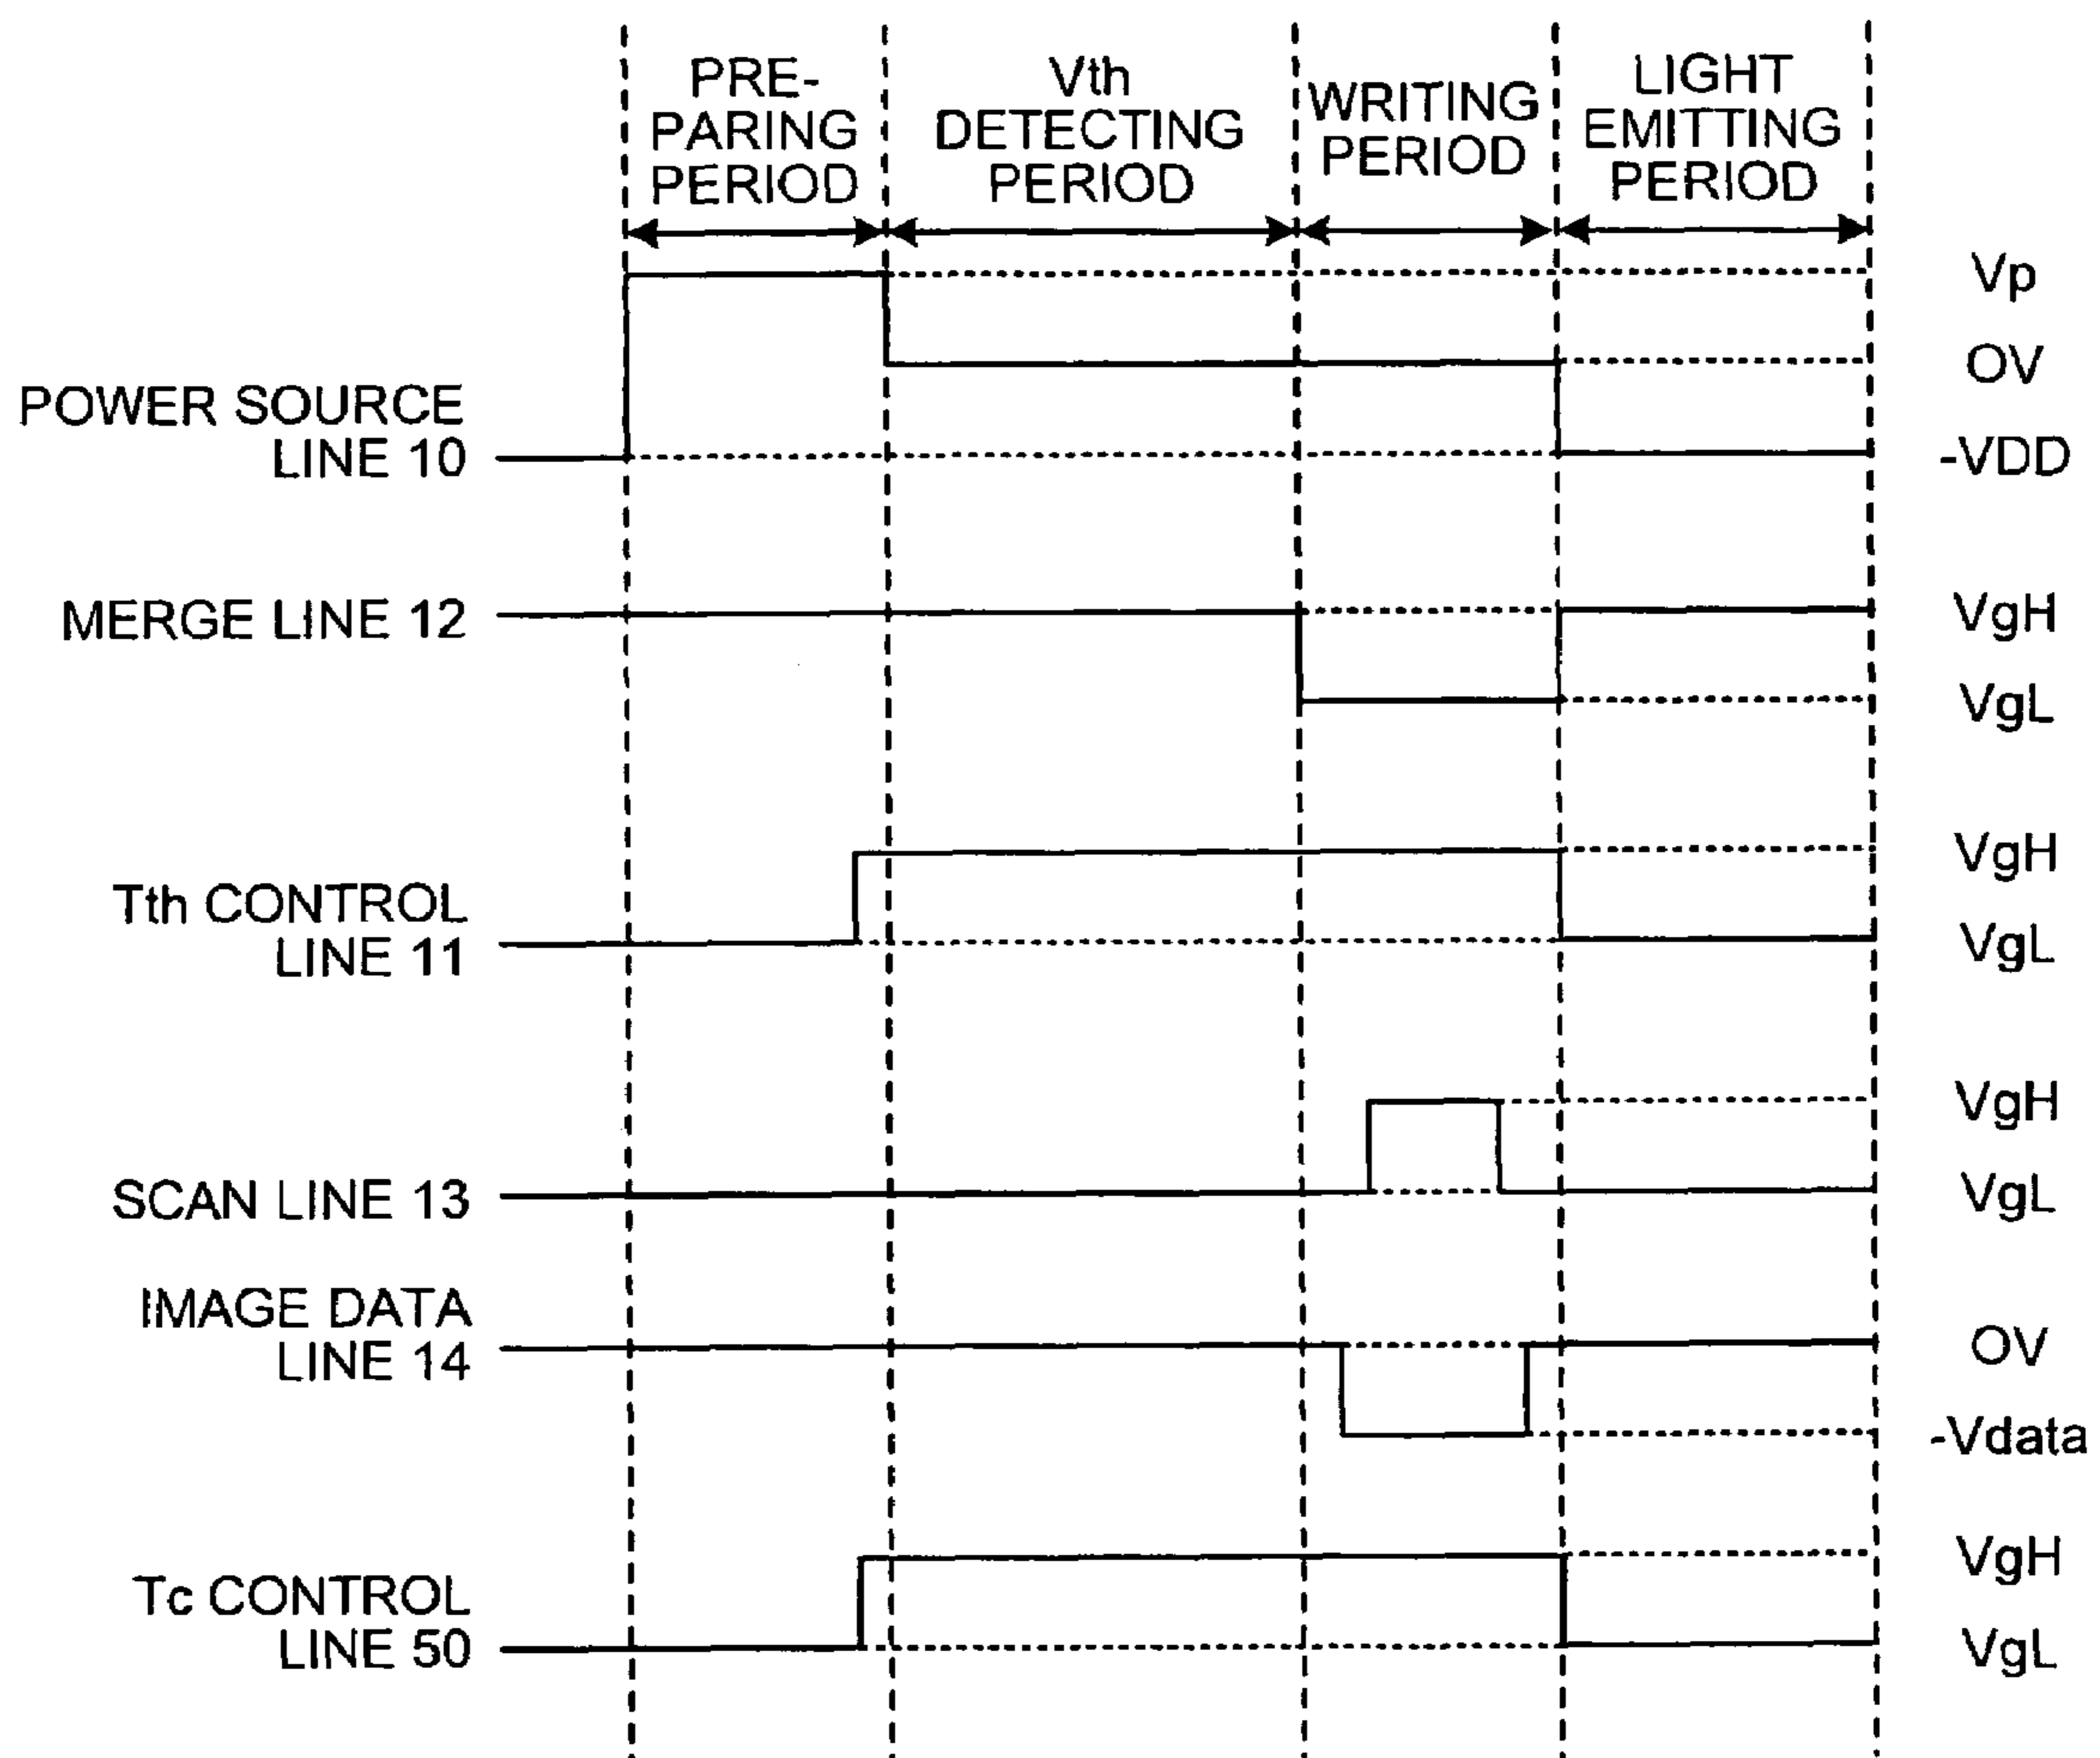 PRE-
PARING
PERIOD
Vth
DETECTING
PERIOD
WRITING
PERIOD
LIGHT
EMITTING
PERIOD
Vp
OV
-VDD
POWER SOURCE
LINE 10
MERGE LINE 12
VgH
VgL
Tth CONTROL
LINE 11
VgH
VgL
SCAN LINE 13
VgH
VgL
IMAGE DATA
LINE 14
OV
-Vdata
Tc CONTROL
LINE 50
VgH
VgL